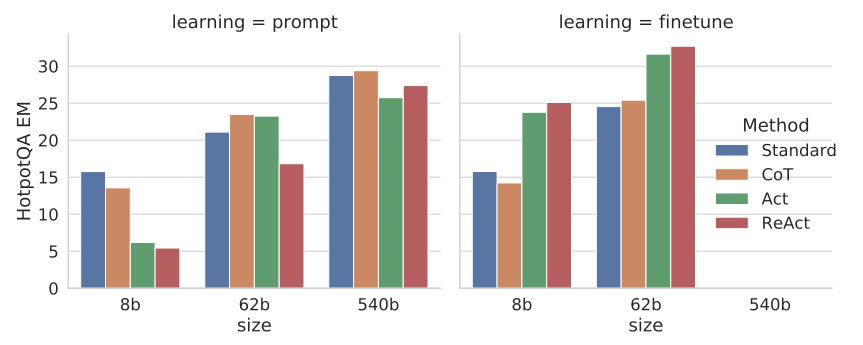 learning = prompt
learning = finetune
HotpotQA EM
30
25
20
15
10
5
0
8b
62b
540b
size
8b
62b
540b
size
Method
Standard
CoT
Act
ReAct